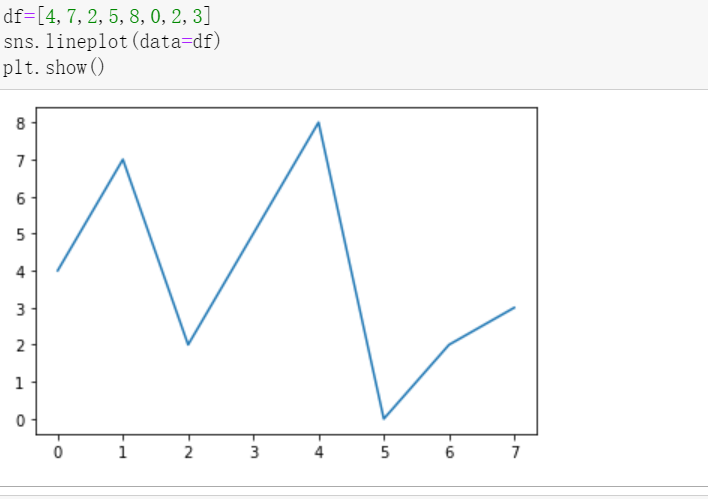 df=[4,7,2,5,8,0,2,3]
sns.lineplot(data=df)
plt.show()
8
7
6
5
4
3
2
1
0
0 1 2 3 4 5 6 7